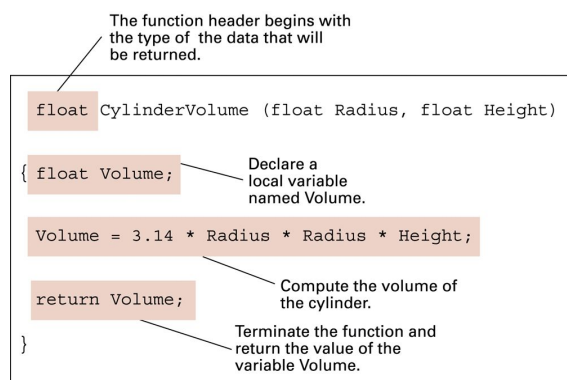 The function header begins with
the type of the data that will
be returned.
float CylinderVolume (float Radius, float Height)
{ float Volume;
Declare a
local variable
named Volume.
Volume = 3.14 * Radius * Radius * Height;
Compute the volume of
the cylinder.
return Volume;
Terminate the function and
return the value of the
variable Volume.
}